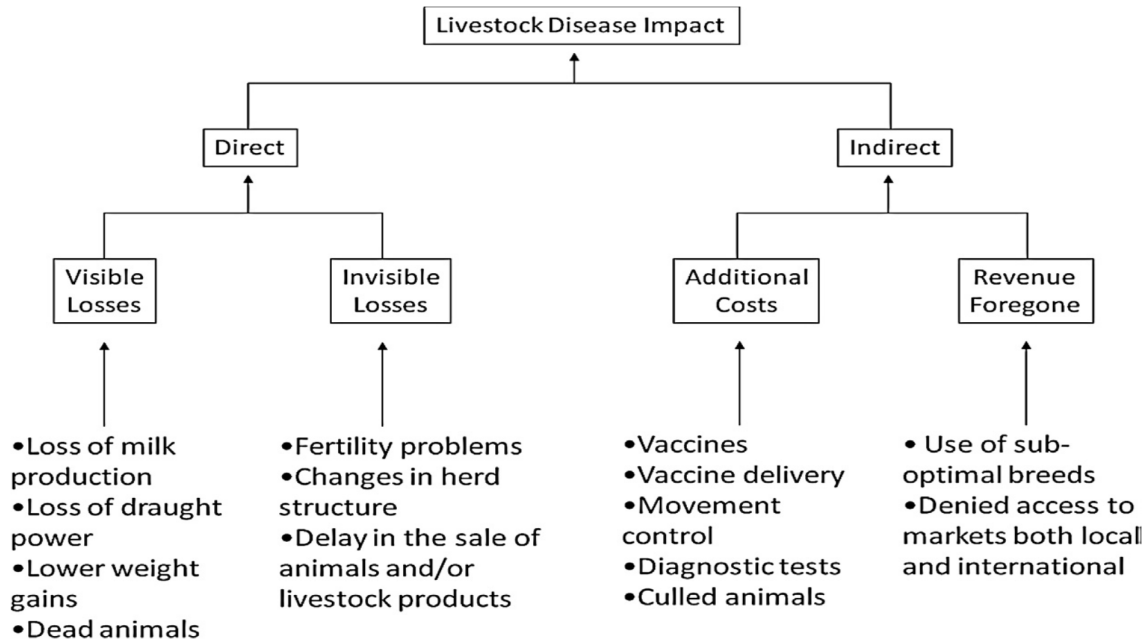 Livestock Disease Impact
Direct
Indirect
Visible
Losses
Invisible
Losses
Additional
Costs
Revenue
Foregone
•Loss of milk
production
•Loss of draught
power
•Lower weight
gains
•Dead animals
•Fertility problems
•Changes in herd
structure
•Delay in the sale of
animals and/or
livestock products
•Vaccines
•Vaccine delivery
•Movement
control
•Diagnostic tests
•Culled animals
• Use of sub-
optimal breeds
•Denied access to
markets both local
and international